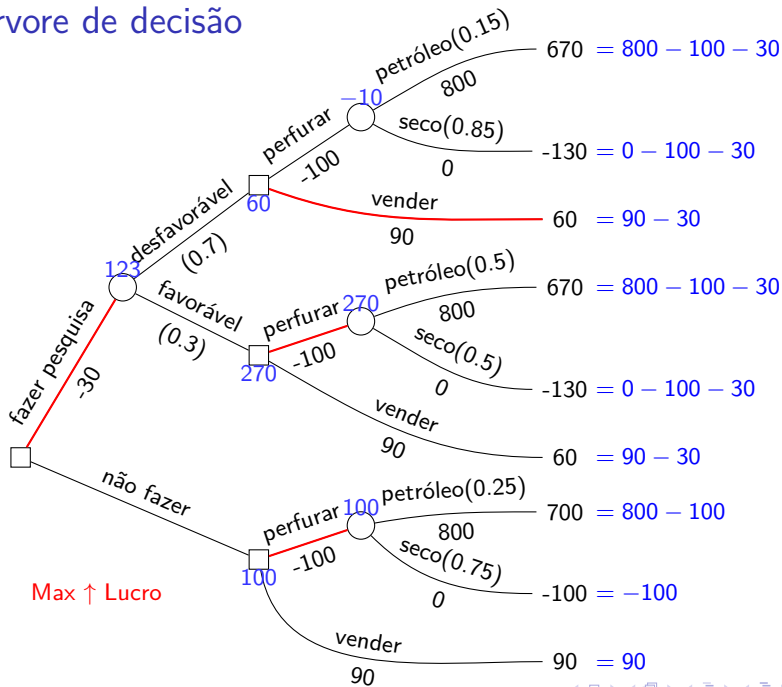 rvore de decisão
petróleo(0.15)
670 = 800 − 100 − 30
800
−10
perfurar
-100
seco(0.85)
0
-130 = 0 − 100 − 30
desfavorável
(0.7)
60
vender
90
60 = 90 − 30
123
favorável
(0.3)
petróleo(0.5)
670 = 800 − 100 − 30
800
270
perfurar
-100
seco(0.5)
0
-130 = 0 − 100 − 30
270
fazer pesquisa
-30
vender
90
60 = 90 − 30
não fazer
petróleo(0.25)
700 = 800 − 100
800
100
perfurar
-100
seco(0.75)
0
-100 = −100
100
Max ↑ Lucro
vender
90
90 = 90